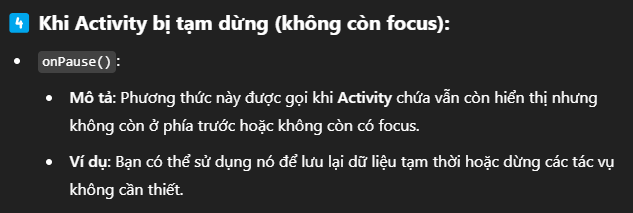 4 Khi Activity bị tạm dừng (không còn focus):
• onPause():
• Mô tả: Phương thức này được gọi khi Activity chứa vẫn còn hiển thị nhưng
không còn ở phía trước hoặc không còn có focus.
• Ví dụ: Bạn có thể sử dụng nó để lưu lại dữ liệu tạm thời hoặc dừng các tác vụ
không cần thiết.